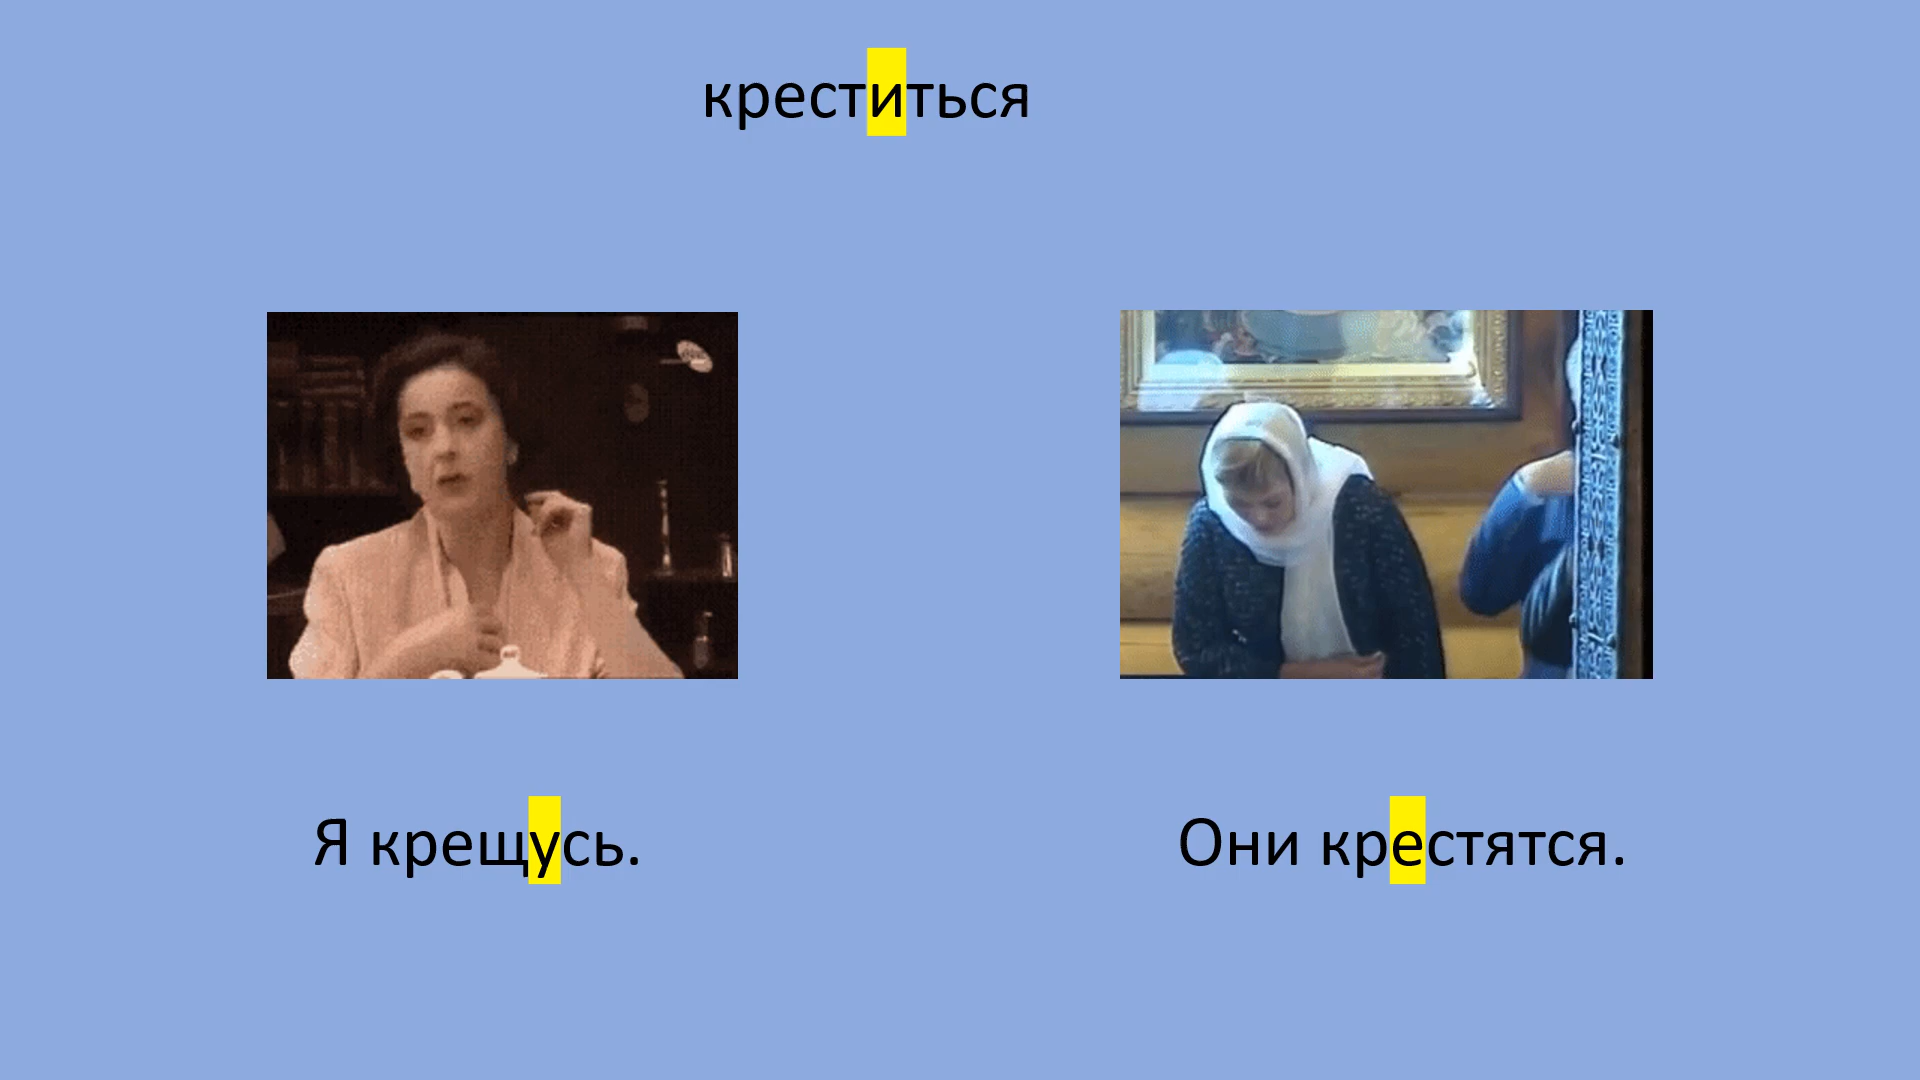 креститься
Я крещусь.
Они крестятся.